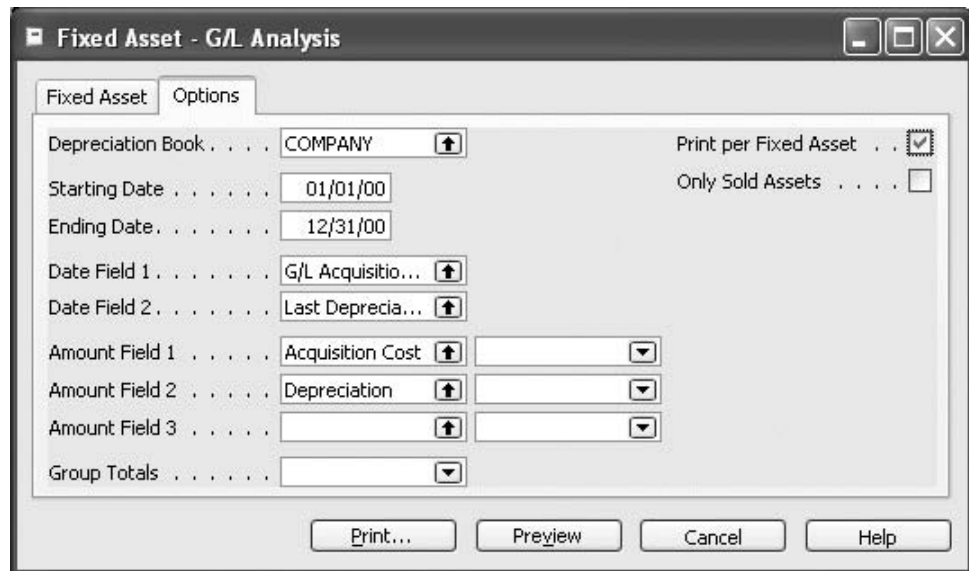 Fixed Asset - G/L Analysis
Fixed Asset Options
Depreciation Book . . . . COMPANY
Print per Fixed Asset . .
Starting Date . . . . . . 01/01/00
Only Sold Assets . . . .
Ending Date. . . . . . . 12/31/00
Date Field 1. . . . . . . G/L Acquisitio...
Date Field 2. . . . . . . Last Deprecia...
Amount Field 1 . . . . . Acquisition Cost
Amount Field 2 . . . . . Depreciation
Amount Field 3 . . . . .
Group Totals . . . . . .
Print... Preview Cancel Help